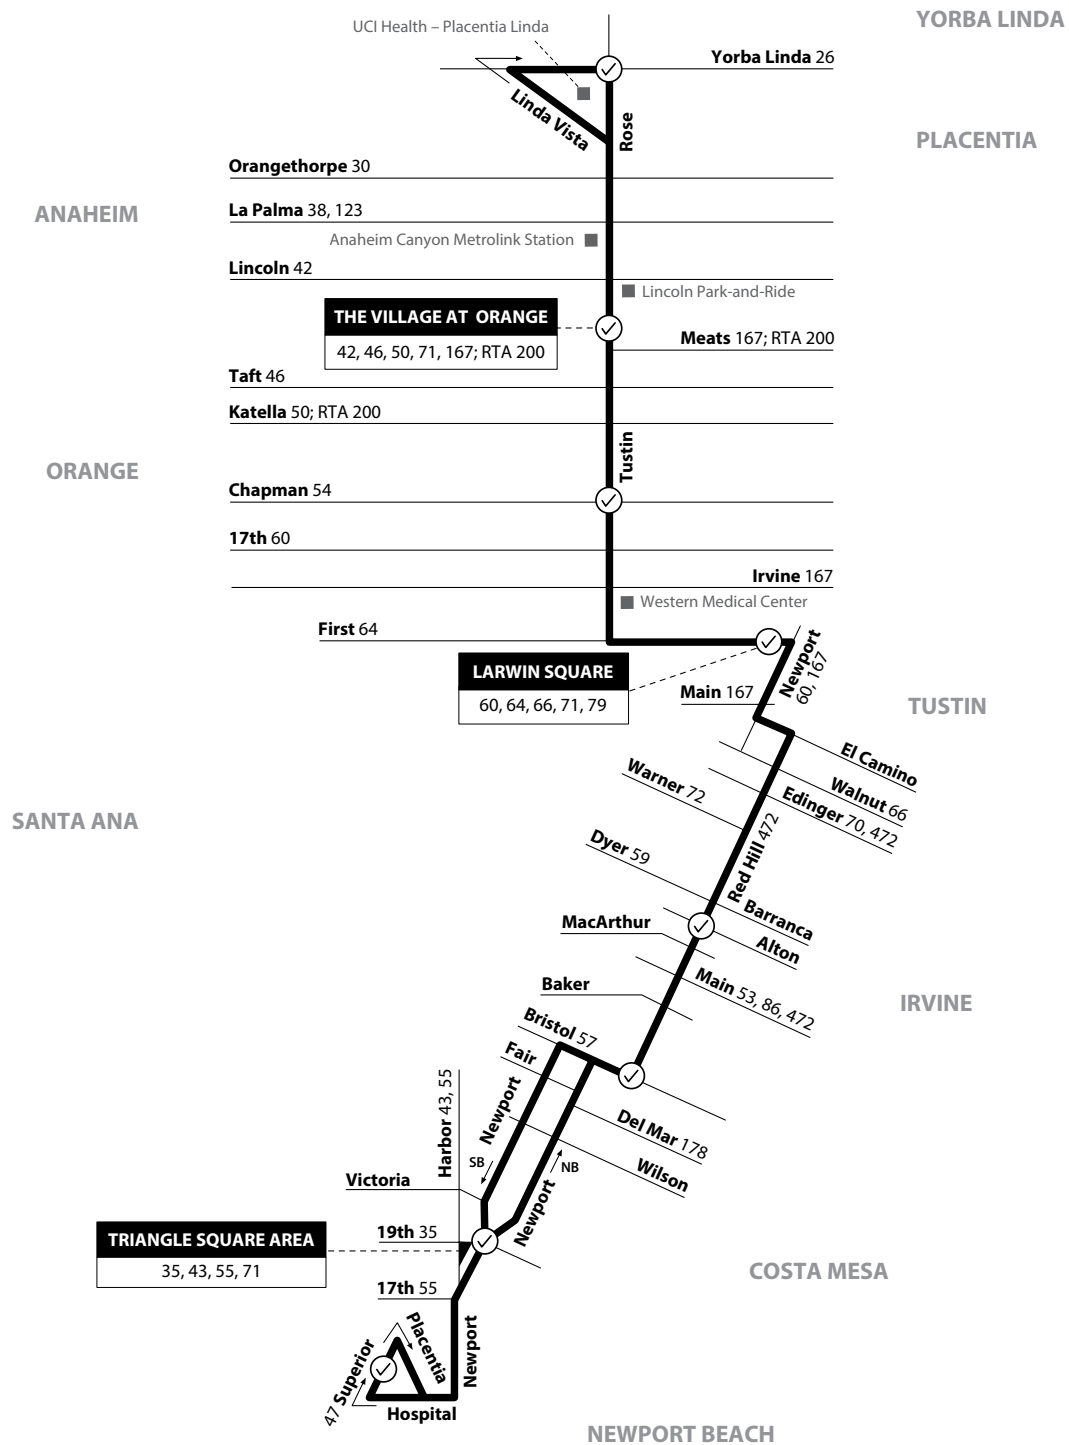 YORBA LINDA
UCI Health – Placentia Linda
Yorba Linda 26
Linda Vista
Rose
PLACENTIA
Orangethorpe 30
ANAHEIM
La Palma 38, 123
Anaheim Canyon Metrolink Station
Lincoln 42
Lincoln Park-and-Ride
THE VILLAGE AT ORANGE
42, 46, 50, 71, 167; RTA 200
Meats 167; RTA 200
Taft 46
Katella 50; RTA 200
Tustin
ORANGE
Chapman 54
17th 60
Irvine 167
Western Medical Center
First 64
Newport
60, 167
LARWIN SQUARE
60, 64, 66, 71, 79
Main 167
TUSTIN
El Camino
Walnut 66
Edinger 70, 472
Warner 72
SANTA ANA
Red Hill 472
Dyer 59
Barranca
MacArthur
Alton
Main 53, 86, 472
Baker
IRVINE
Bristol 57
Fair
Harbor 43, 55
Newport
Del Mar 178
Wilson
SB
NB
Victoria
Newport
19th 35
TRIANGLE SQUARE AREA
35, 43, 55, 71
COSTA MESA
17th 55
Placentia
Newport
47 Superior
Hospital
NEWPORT BEACH